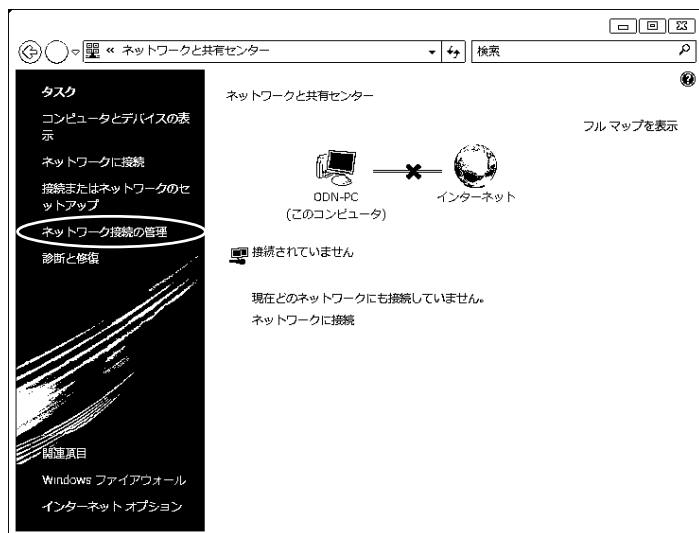 « ネットワークと共有センター
検索
タスク
コンピュータとデバイスの表
示
ネットワークに接続
接続またはネットワークのセ
ットアップ
ネットワーク接続の管理
診断と修復
関連項目
Windows ファイアウォール
インターネット オプション
ネットワークと共有センター
フル マップを表示
ODN-PC
(このコンピュータ)
インターネット
接続されていません
現在どのネットワークにも接続していません。
ネットワークに接続